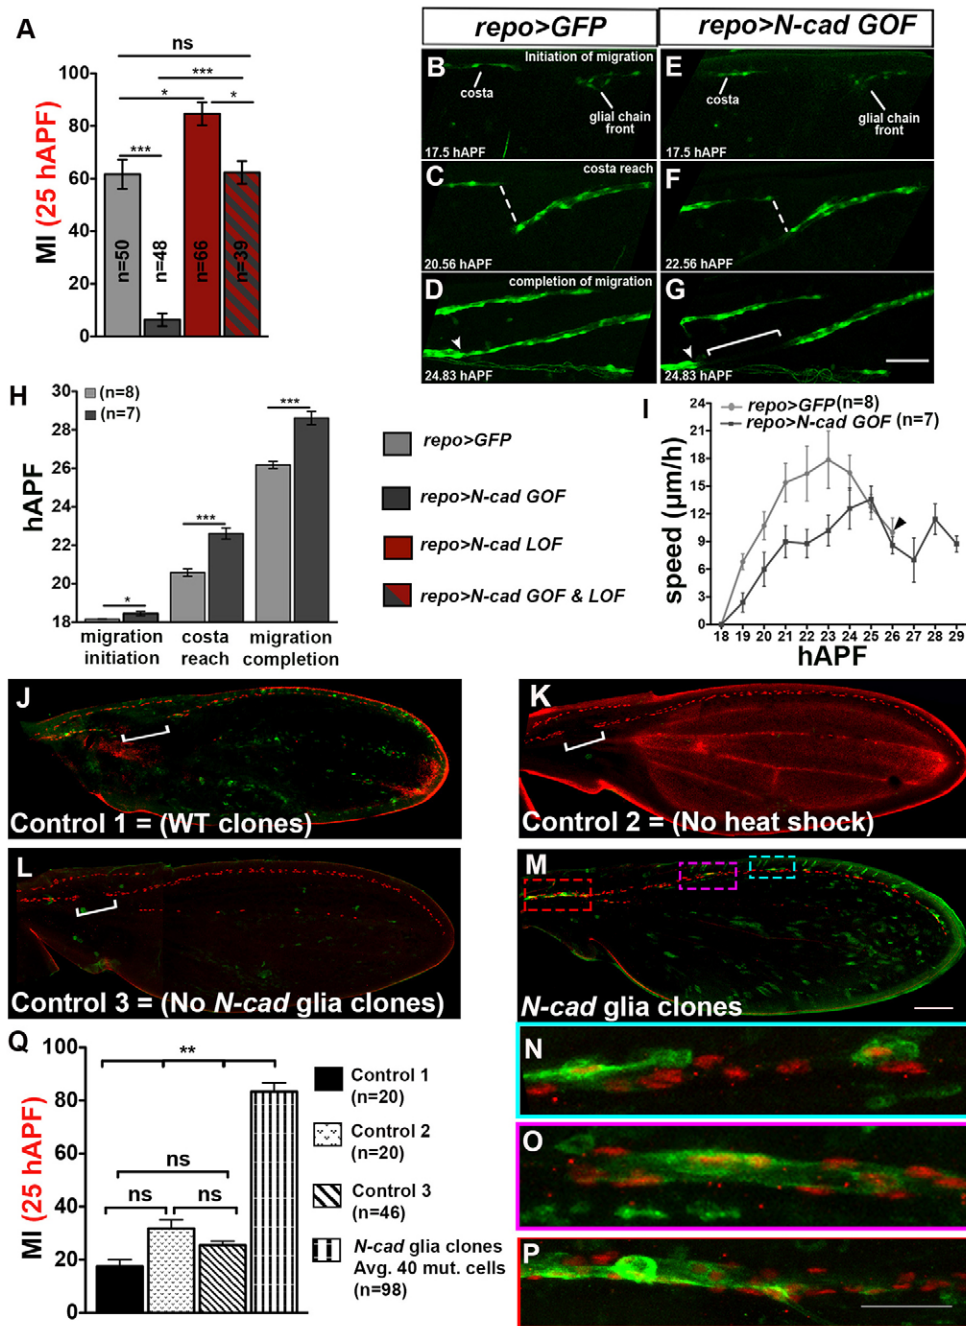 A
ns
***
*
*
***
MI (25 hAPF)
100
80
60
40
20
0
n=50
n=48
n=66
n=39
repo>GFP
repo>N-cad GOF
B
Initiation of migration
costa
glial chain
front
17.5 hAPF
E
costa
glial chain
front
17.5 hAPF
C
costa reach
20.56 hAPF
F
22.56 hAPF
D
completion of migration
24.83 hAPF
G
24.83 hAPF
H
(n=8)
(n=7)
hAPF
30
28
26
24
22
20
18
*
***
***
migration
initiation
costa
reach
migration
completion
repo>GFP
repo>N-cad GOF
repo>N-cad LOF
repo>N-cad GOF & LOF
I
repo>GFP (n=8)
repo>N-cad GOF (n=7)
speed (µm/h)
24
21
18
15
12
9
6
3
0
18 19 20 21 22 23 24 25 26 27 28 29
hAPF
J
Control 1 = (WT clones)
K
Control 2 = (No heat shock)
L
Control 3 = (No N-cad glia clones)
M
N-cad glia clones
N
O
P
Q
MI (25 hAPF)
100
80
60
40
20
0
**
ns
ns
ns
Control 1
(n=20)
Control 2
(n=20)
Control 3
(n=46)
N-cad glia clones
Avg. 40 mut. cells
(n=98)